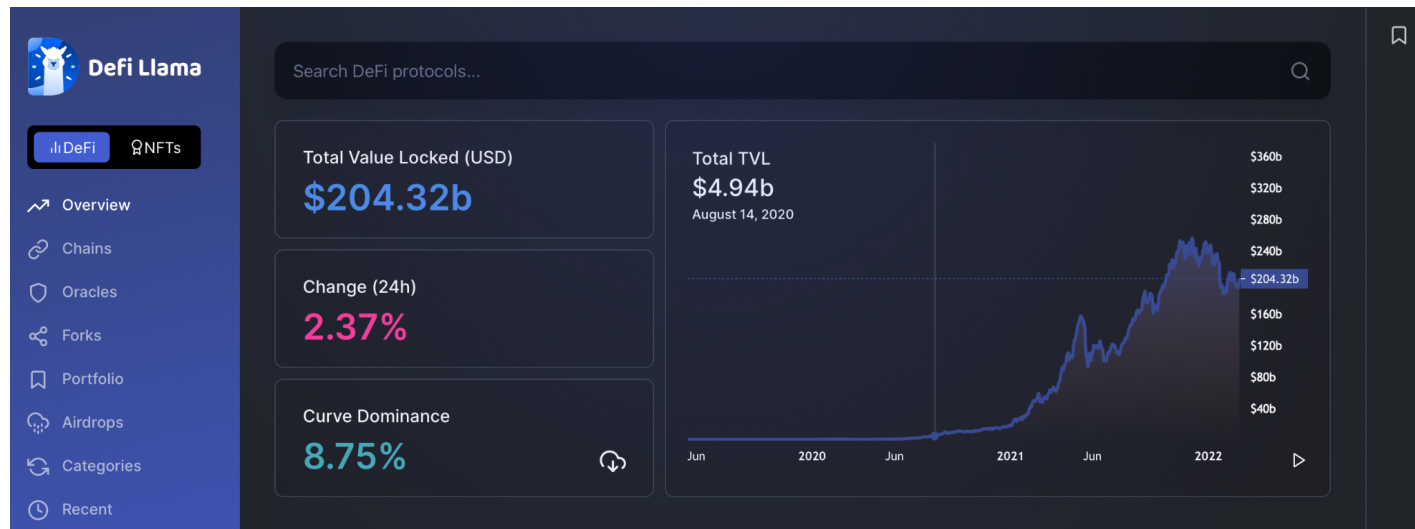 Defi Llama
DeFi
NFTs
Overview
Chains
Oracles
Forks
Portfolio
Airdrops
Categories
Recent
Search DeFi protocols...
Total Value Locked (USD)
$204.32b
Change (24h)
2.37%
Curve Dominance
8.75%
Total TVL
$4.94b
August 14, 2020
$360b
$320b
$280b
$240b
$204.32b
$160b
$120b
$80b
$40b
Jun 2020 Jun 2021 Jun 2022